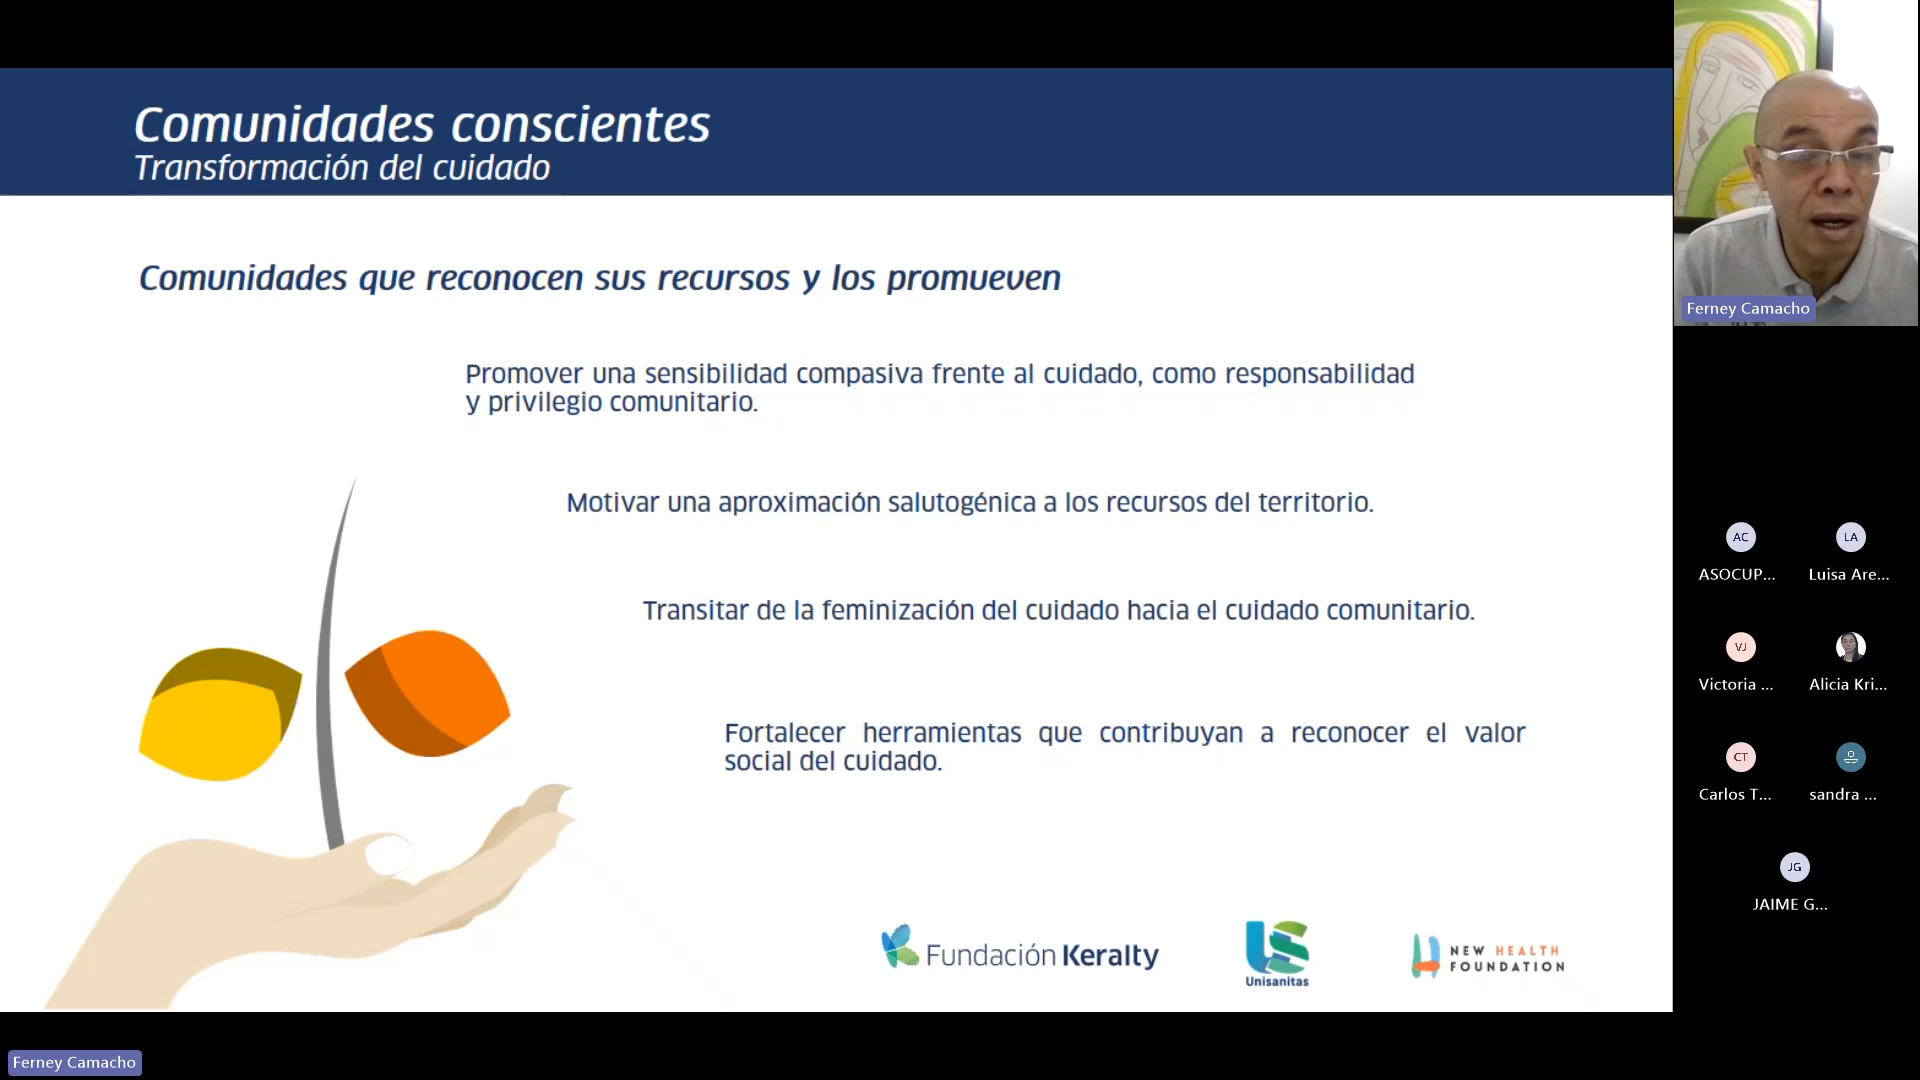 Comunidades conscientes
Transformación del cuidado
Comunidades que reconocen sus recursos y los promueven
Promover una sensibilidad compasiva frente al cuidado, como responsabilidad
y privilegio comunitario.
Motivar una aproximación salutogénica a los recursos del territorio.
Transitar de la feminización del cuidado hacia el cuidado comunitario.
Fortalecer herramientas que contribuyan a reconocer el valor
social del cuidado.
Fundación Keralty
US
Unisanitas
NEW HEALTH
FOUNDATION
Ferney Camacho
AC
LA
ASOCUP...
Luisa Are...
VJ
Victoria ...
Alicia Kri...
CT
Carlos T...
sandra ...
JG
JAIME G...
Ferney Camacho